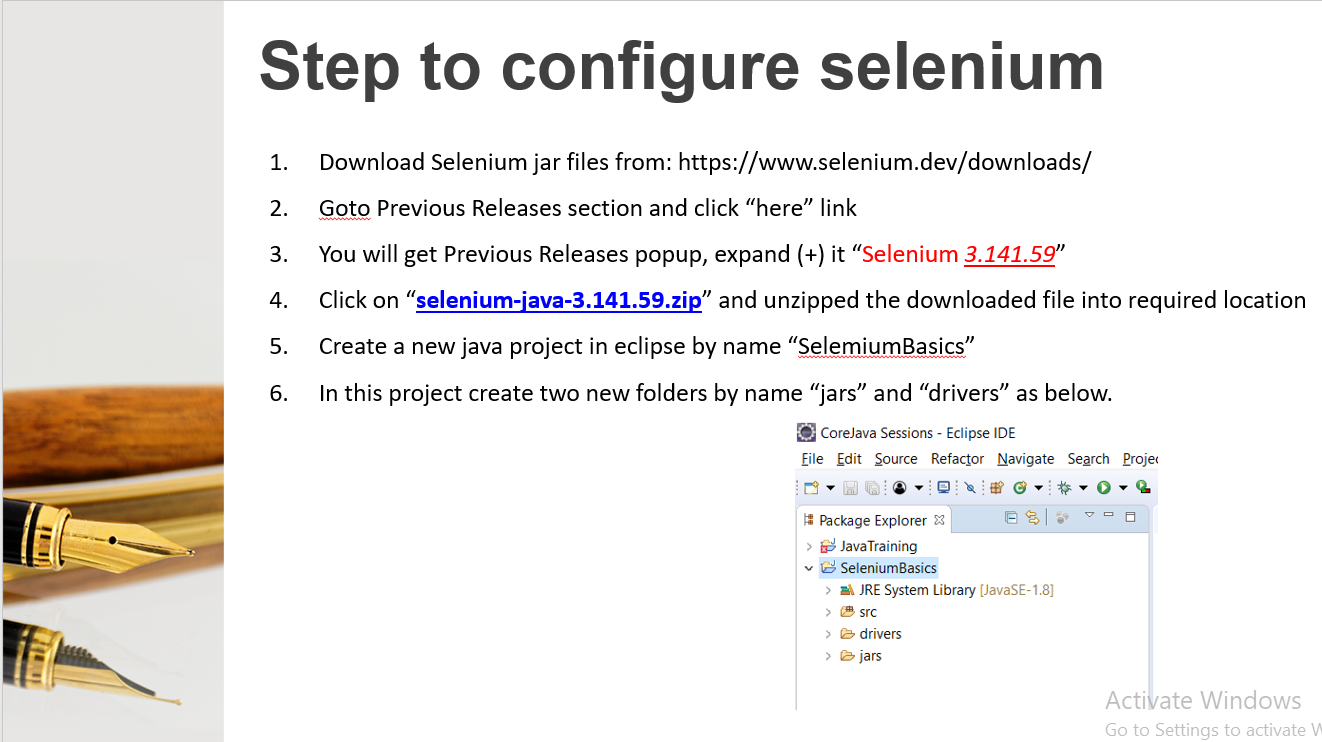 Step to configure selenium
1. Download Selenium jar files from: https://www.selenium.dev/downloads/
2. Goto Previous Releases section and click “here” link
3. You will get Previous Releases popup, expand (+) it “Selenium 3.141.59”
4. Click on “selenium-java-3.141.59.zip” and unzipped the downloaded file into required location
5. Create a new java project in eclipse by name “SelemiumBasics”
6. In this project create two new folders by name “jars” and “drivers” as below.
CoreJava Sessions - Eclipse IDE
File Edit Source Refactor Navigate Search Projec
Package Explorer
JavaTraining
SeleniumBasics
JRE System Library [JavaSE-1.8]
src
drivers
jars
Activate Windows
Go to Settings to activate W